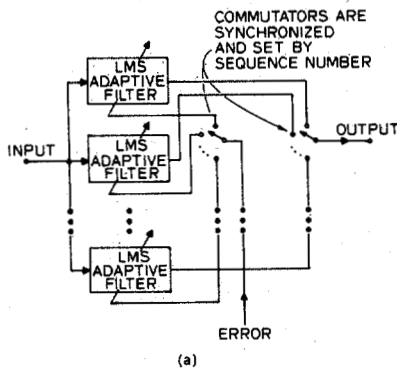 COMMUTATORS ARE
SYNCHRONIZED
AND SET BY
SEQUENCE NUMBER
LMS
ADAPTIVE
FILTER
INPUT
LMS
ADAPTIVE
FILTER
OUTPUT
LMS
ADAPTIVE
FILTER
ERROR
(a)